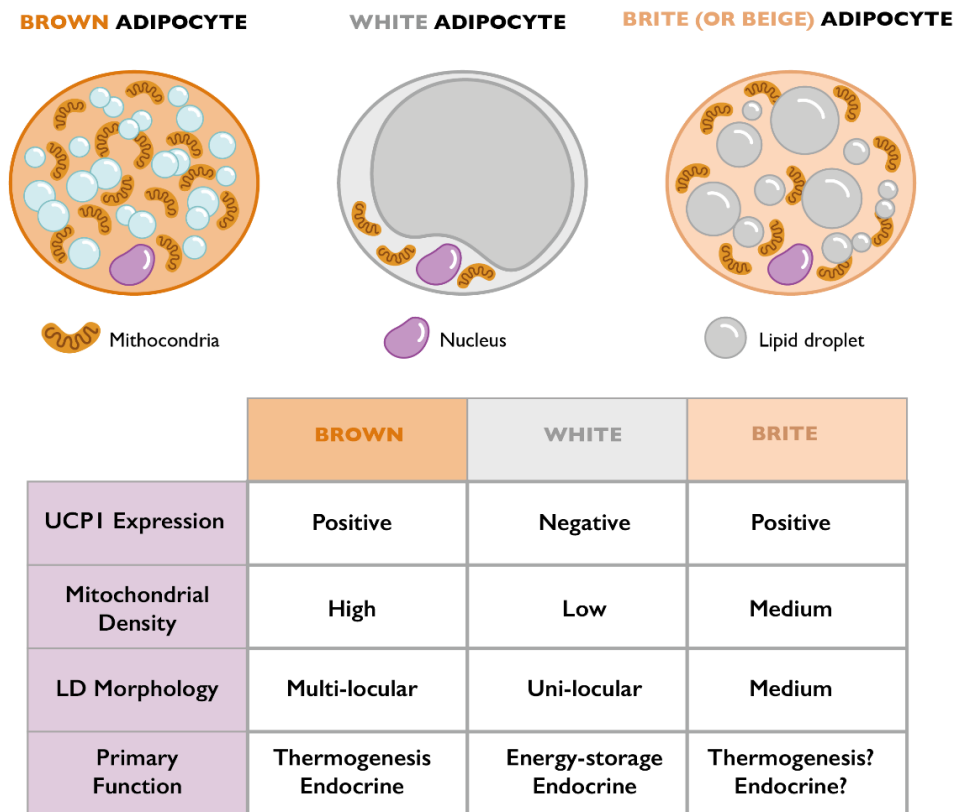 BROWN ADIPOCYTE
WHITE ADIPOCYTE
BRITE (OR BEIGE) ADIPOCYTE
Mithocondria
Nucleus
Lipid droplet
BROWN
WHITE
BRITE
UCP1 Expression
Positive
Negative
Positive
Mitochondrial
Density
High
Low
Medium
LD Morphology
Multi-locular
Uni-locular
Medium
Primary
Function
Thermogenesis
Endocrine
Energy-storage
Endocrine
Thermogenesis?
Endocrine?